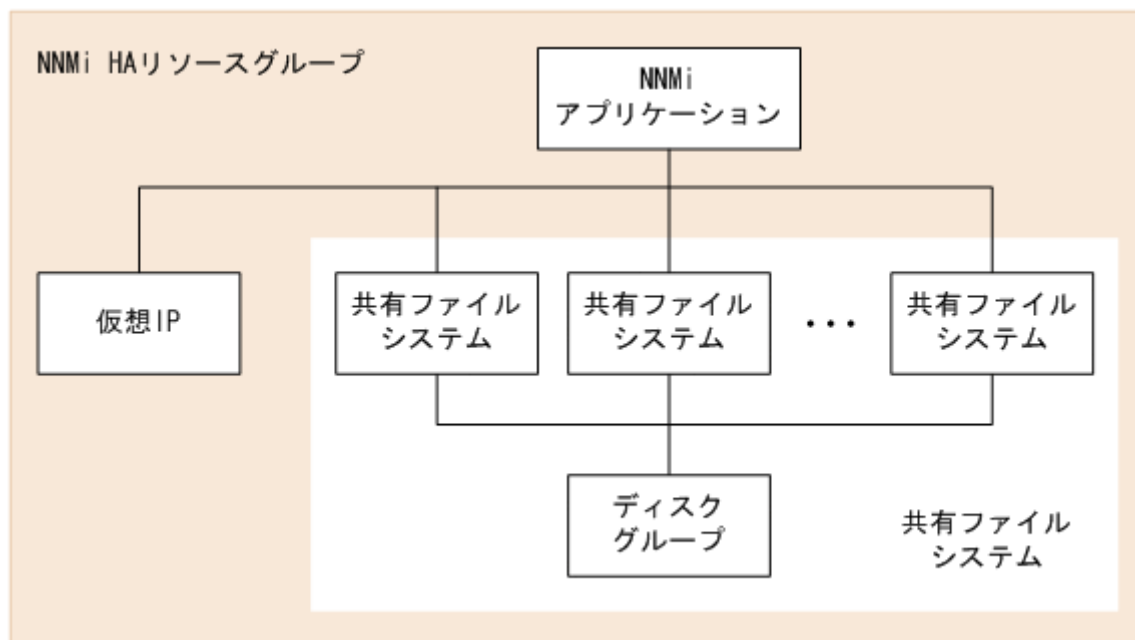 NNMi HAリソースグループ
NNMi
アプリケーション
仮想IP
共有ファイル
システム
共有ファイル
システム
・・・
共有ファイル
システム
ディスク
グループ
共有ファイル
システム